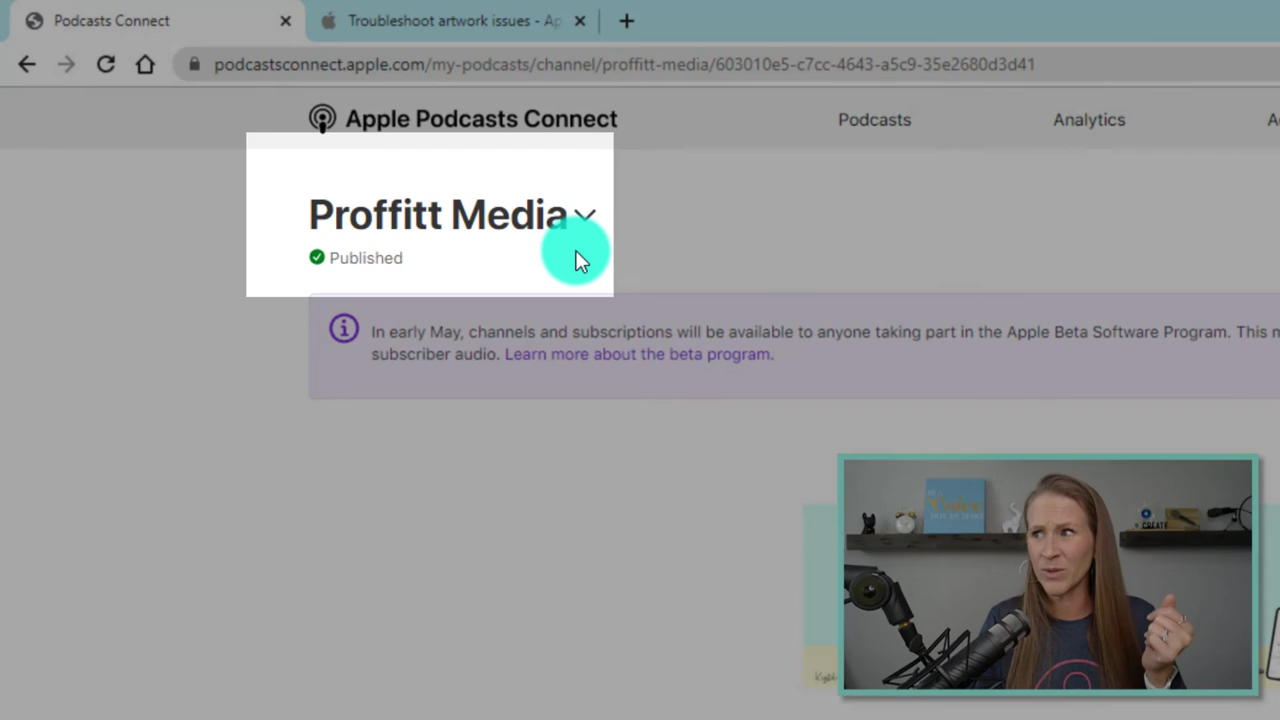 Podcasts Connect
Troubleshoot artwork issues - Ap
podcastsconnect.apple.com/my-podcasts/channel/proffitt-media/603010e5-c7cc-4643-a5c9-35e2680d3d41
Apple Podcasts Connect
Podcasts
Analytics
Proffitt Media
Published
In early May, channels and subscriptions will be available to anyone taking part in the Apple Beta Software Program. This
subscriber audio. Learn more about the beta program.
Voice
CREATE